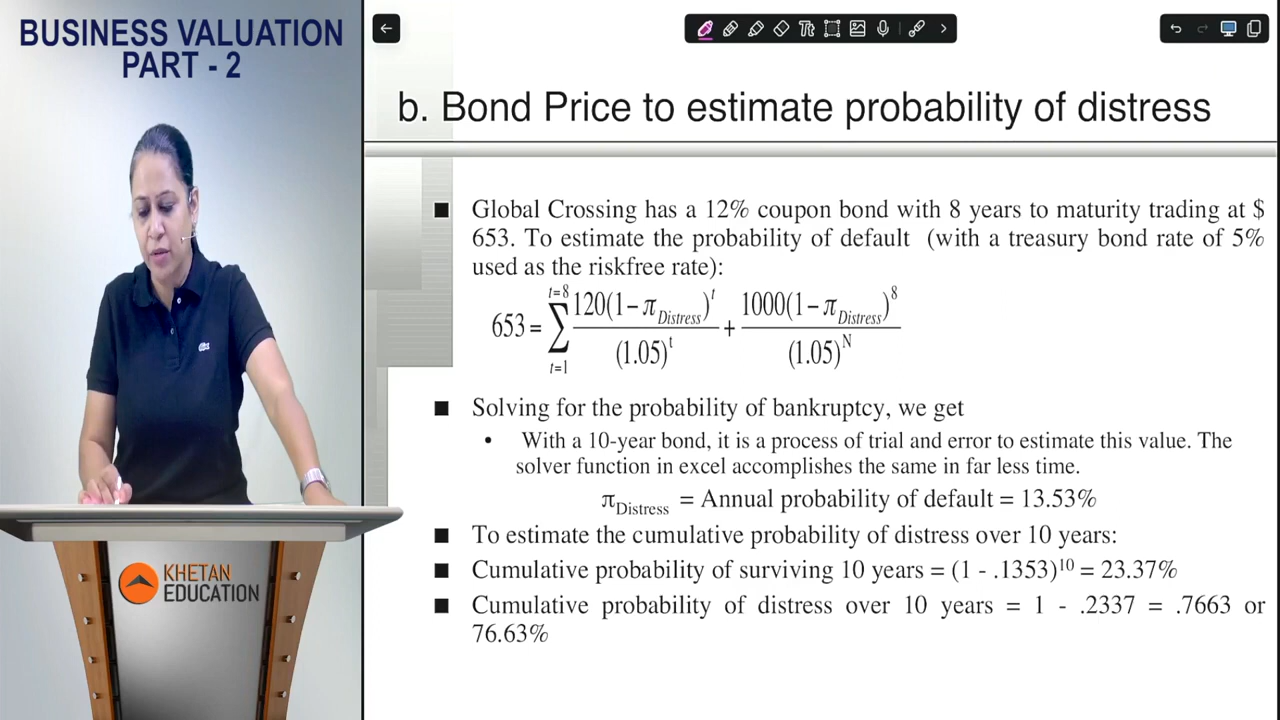 BUSINESS VALUATION
PART - 2
b. Bond Price to estimate probability of distress
■ Global Crossing has a 12% coupon bond with 8 years to maturity trading at $
653. To estimate the probability of default (with a treasury bond rate of 5%
used as the riskfree rate):
653 = ∑_{t=1}^{t=8} 120(1−π_{Distress})^t / (1.05)^t + 1000(1−π_{Distress})^8 / (1.05)^N
■ Solving for the probability of bankruptcy, we get
• With a 10-year bond, it is a process of trial and error to estimate this value. The
solver function in excel accomplishes the same in far less time.
π_{Distress} = Annual probability of default = 13.53%
■ To estimate the cumulative probability of distress over 10 years:
■ Cumulative probability of surviving 10 years = (1 - .1353)^{10} = 23.37%
■ Cumulative probability of distress over 10 years = 1 - .2337 = .7663 or
76.63%
KHETAN
EDUCATION